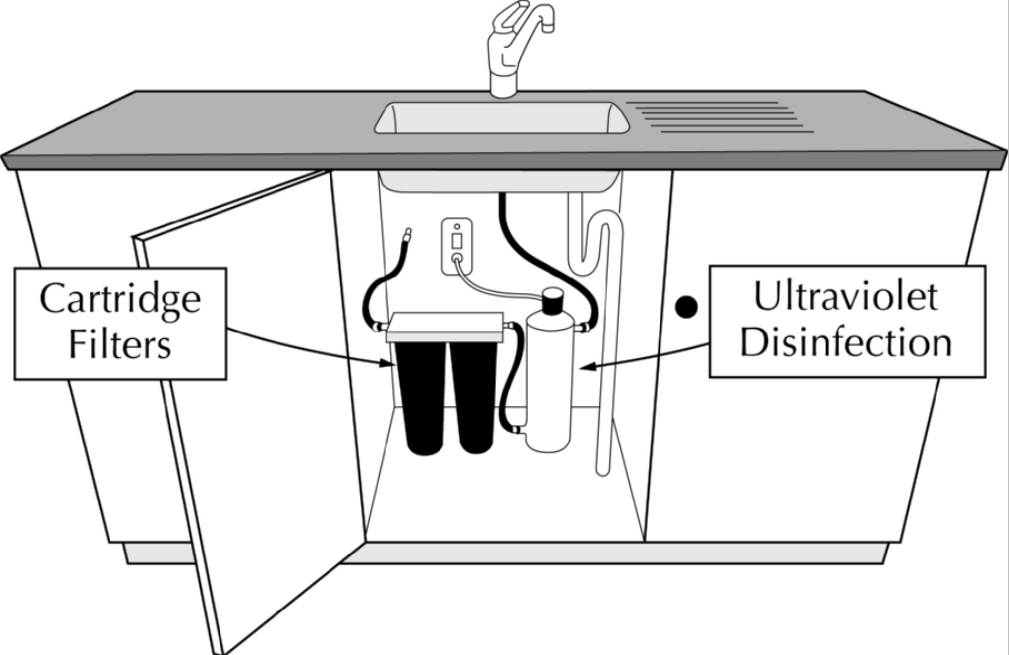 Cartridge
Filters
Ultraviolet
Disinfection